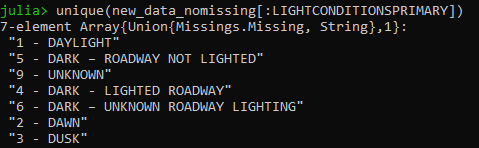 julia> unique(new_data_nomissing[:LIGHTCONDITIONSPRIMARY])
7-element Array{Union{Missings.Missing, String},1}:
"1 - DAYLIGHT"
"5 - DARK – ROADWAY NOT LIGHTED"
"9 - UNKNOWN"
"4 - DARK - LIGHTED ROADWAY"
"6 - DARK – UNKNOWN ROADWAY LIGHTING"
"2 - DAWN"
"3 - DUSK"